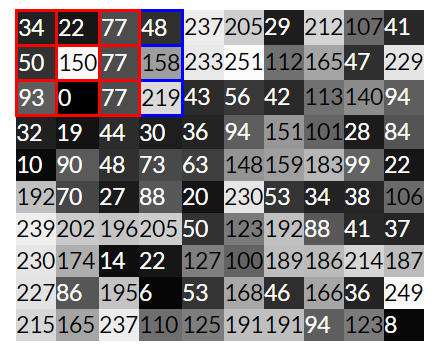 34 22 77 48 237 205 29 212 107 41
50 150 77 158 233 251 112 165 47 229
93 0 77 219 43 56 42 113 140 94
32 19 44 30 36 94 151 101 28 84
10 90 48 73 63 148 159 183 99 22
192 70 27 88 20 230 53 34 38 106
239 202 196 205 50 123 192 88 41 37
230 174 14 22 127 100 189 186 214 187
227 86 195 6 53 168 46 166 36 249
215 165 237 110 125 191 191 94 123 8